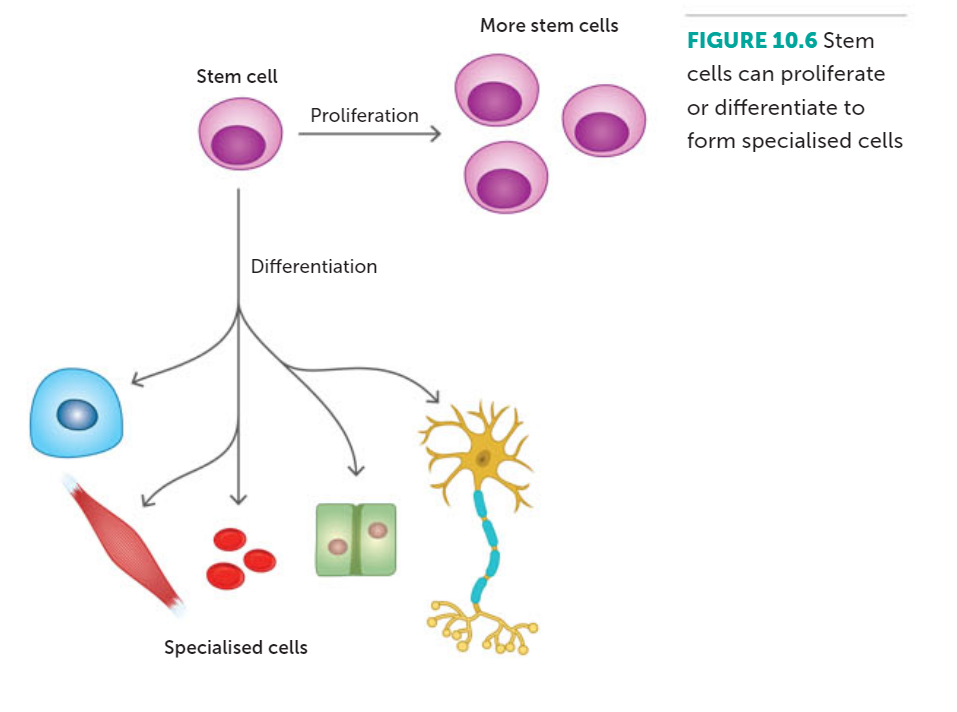 More stem cells
Stem cell
Proliferation
Differentiation
Specialised cells
FIGURE 10.6 Stem
cells can proliferate
or differentiate to
form specialised cells